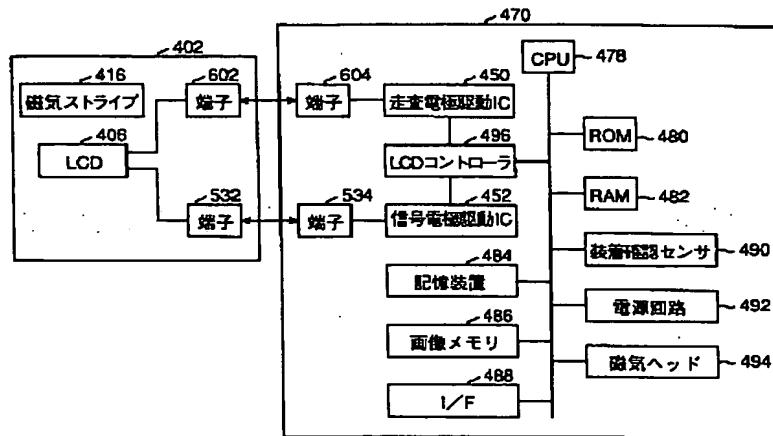 470
402
CPU
478
416
602
604
450
磁気ストライプ
端子
端子
走査電極駆動IC
406
496
ROM
480
LCD
LCDコントローラ
532
534
452
RAM
482
端子
端子
信号電極駆動IC
装着確認センサ
490
484
記憶装置
電源回路
492
486
画像メモリ
磁気ヘッド
494
488
I/F